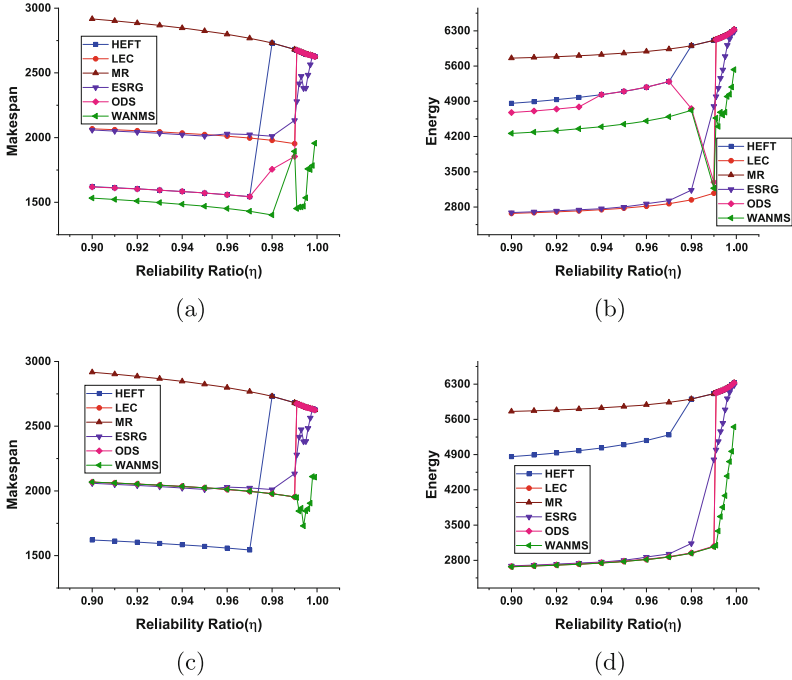 3000
2500
2000
1500
Makespan
HEFT
LEC
MR
ESRG
ODS
WANMS
0.90 0.92 0.94 0.96 0.98 1.00
Reliability Ratio(η)
(a)
6300
5600
4900
4200
3500
2800
Energy
HEFT
LEC
MR
ESRG
ODS
WANMS
0.90 0.92 0.94 0.96 0.98 1.00
Reliability Ratio(η)
(b)
3000
2500
2000
1500
Makespan
HEFT
LEC
MR
ESRG
ODS
WANMS
0.90 0.92 0.94 0.96 0.98 1.00
Reliability Ratio(η)
(c)
6300
5600
4900
4200
3500
2800
Energy
HEFT
LEC
MR
ESRG
ODS
WANMS
0.90 0.92 0.94 0.96 0.98 1.00
Reliability Ratio(η)
(d)